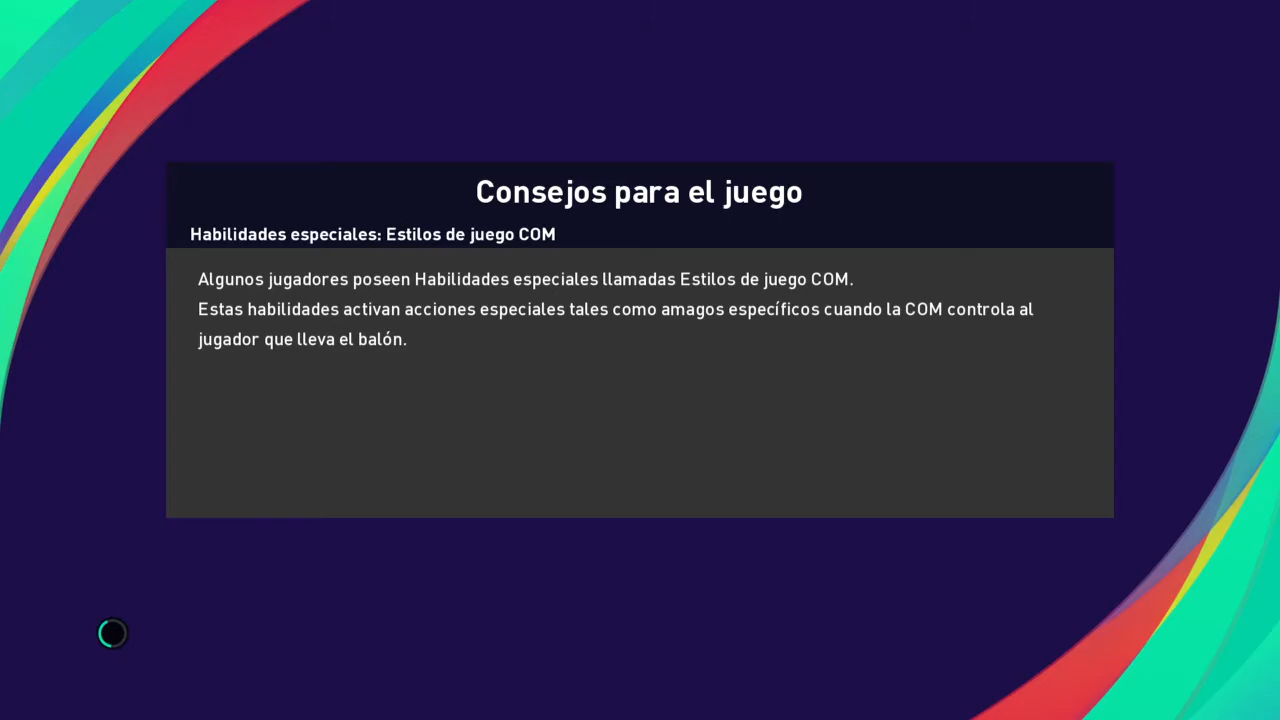 Consejos para el juego
Habilidades especiales: Estilos de juego COM
Algunos jugadores poseen Habilidades especiales llamadas Estilos de juego COM.
Estas habilidades activan acciones especiales tales como amagos específicos cuando la COM controla al
jugador que lleva el balón.